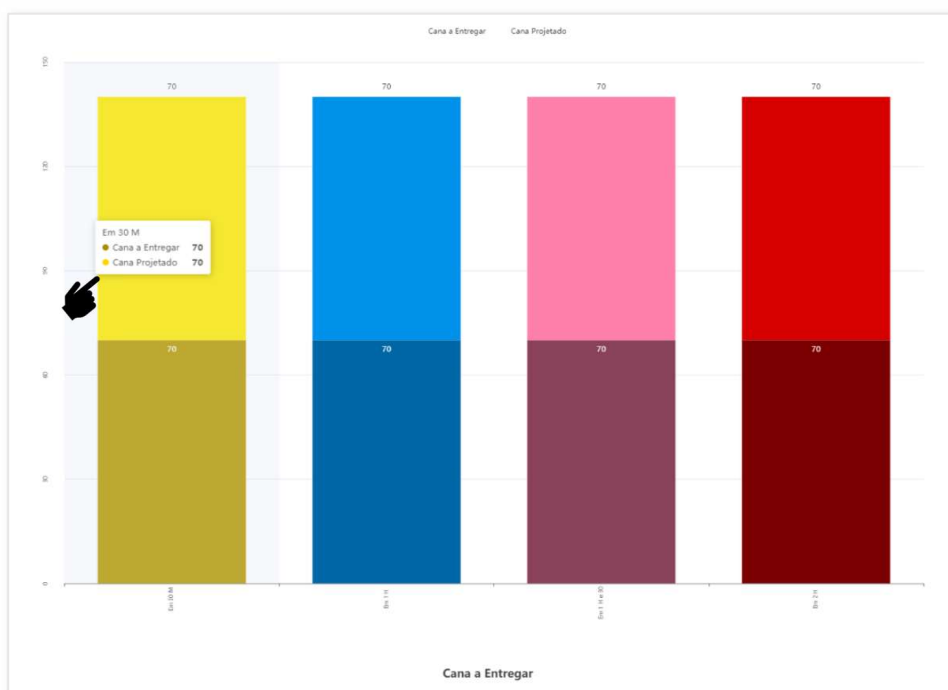 Cana a Entregar Cana Projetado
150
120
90
60
30
0
70 70 70 70
Em 30 M
Cana a Entregar 70
Cana Projetado 70
70 70 70 70
Em 30 M Em 1 H Em 1 H e 30 Em 2 H
Cana a Entregar